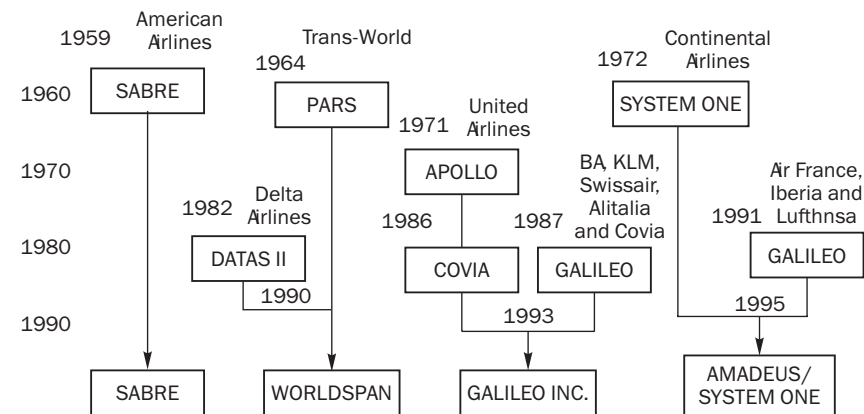 American
Airlines
1959
SABRE
Trans-World
1964
PARS
Continental
Airlines
1972
SYSTEM ONE
United
Airlines
1971
APOLLO
1960
1970
1980
1990
Delta
Airlines
1982
DATAS II
1990
1986
COVIA
BA, KLM,
Swissair,
Alitalia
and Covia
1987
GALILEO
1993
Air France,
Iberia and
Lufthnsa
1991
GALILEO
1995
SABRE
WORLDSPAN
GALILEO INC.
AMADEUS/
SYSTEM ONE